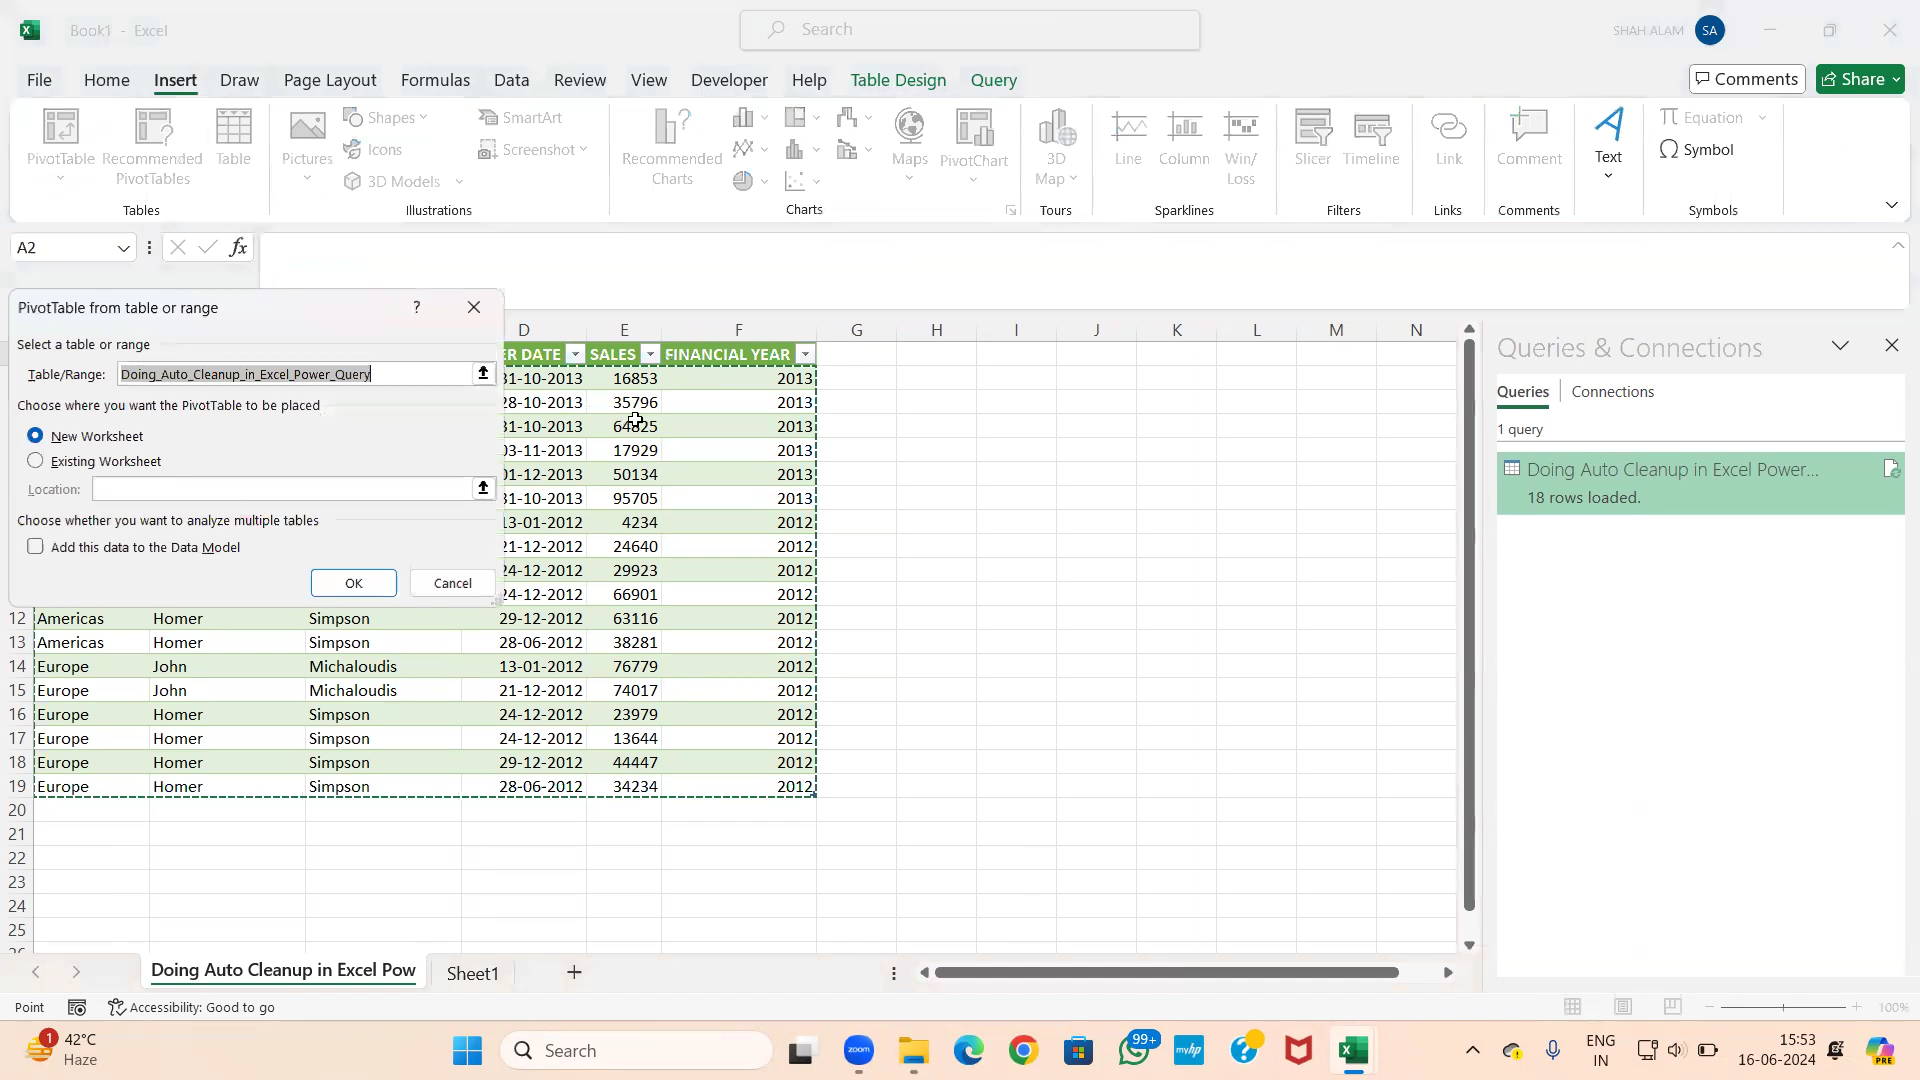 Book1 - Excel
Search
SHAH ALAM SA
File Home Insert Draw Page Layout Formulas Data Review View Developer Help Table Design Query
Comments Share
PivotTable
Recommended PivotTables
Table
Pictures
Shapes
Icons
3D Models
SmartArt
Screenshot
Recommended Charts
Maps
PivotChart
3D Map
Line
Column
Win/Loss
Slicer
Timeline
Link
Comment
Text
Equation
Symbol
Tables Illustrations Charts Tours Sparklines Filters Links Comments Symbols
A2
fx
PivotTable from table or range ?
Select a table or range
Table/Range: Doing_Auto_Cleanup_in_Excel_Power_Query
Choose where you want the PivotTable to be placed
New Worksheet
Existing Worksheet
Location:
Choose whether you want to analyze multiple tables
Add this data to the Data Model
OK Cancel
D E F G H I J K L M N
ER DATE SALES FINANCIAL YEAR
31-10-2013 16853 2013
28-10-2013 35796 2013
31-10-2013 64825 2013
03-11-2013 17929 2013
01-12-2013 50134 2013
31-10-2013 95705 2013
13-01-2012 4234 2012
21-12-2012 24640 2012
24-12-2012 29923 2012
24-12-2012 66901 2012
12 Americas Homer Simpson 29-12-2012 63116 2012
13 Americas Homer Simpson 28-06-2012 38281 2012
14 Europe John Michaloudis 13-01-2012 76779 2012
15 Europe John Michaloudis 21-12-2012 74017 2012
16 Europe Homer Simpson 24-12-2012 23979 2012
17 Europe Homer Simpson 24-12-2012 13644 2012
18 Europe Homer Simpson 29-12-2012 44447 2012
19 Europe Homer Simpson 28-06-2012 34234 2012
20
21
22
23
24
25
Queries & Connections
Queries Connections
1 query
Doing Auto Cleanup in Excel Power...
18 rows loaded.
Doing Auto Cleanup in Excel Pow Sheet1
Point Accessibility: Good to go 100%
1
42°C
Haze
Search
zoom
99+
myhp
ENG
IN
15:53
16-06-2024
PRE